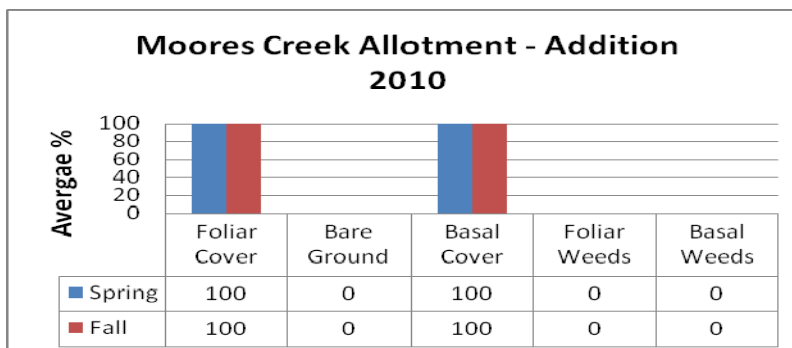 Moores Creek Allotment - Addition
2010
Avergae %
100
80
60
40
20
0
Foliar Cover Bare Ground Basal Cover Foliar Weeds Basal Weeds
Spring 100 0 100 0 0
Fall 100 0 100 0 0